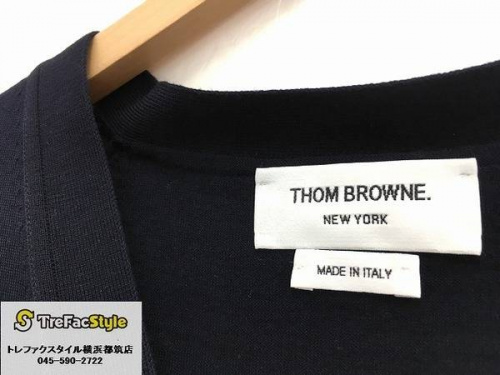 THOM BROWNE.
NEW YORK
MADE IN ITALY
TreFacStyle
トレファクスタイル横浜都筑店
045-590-2722